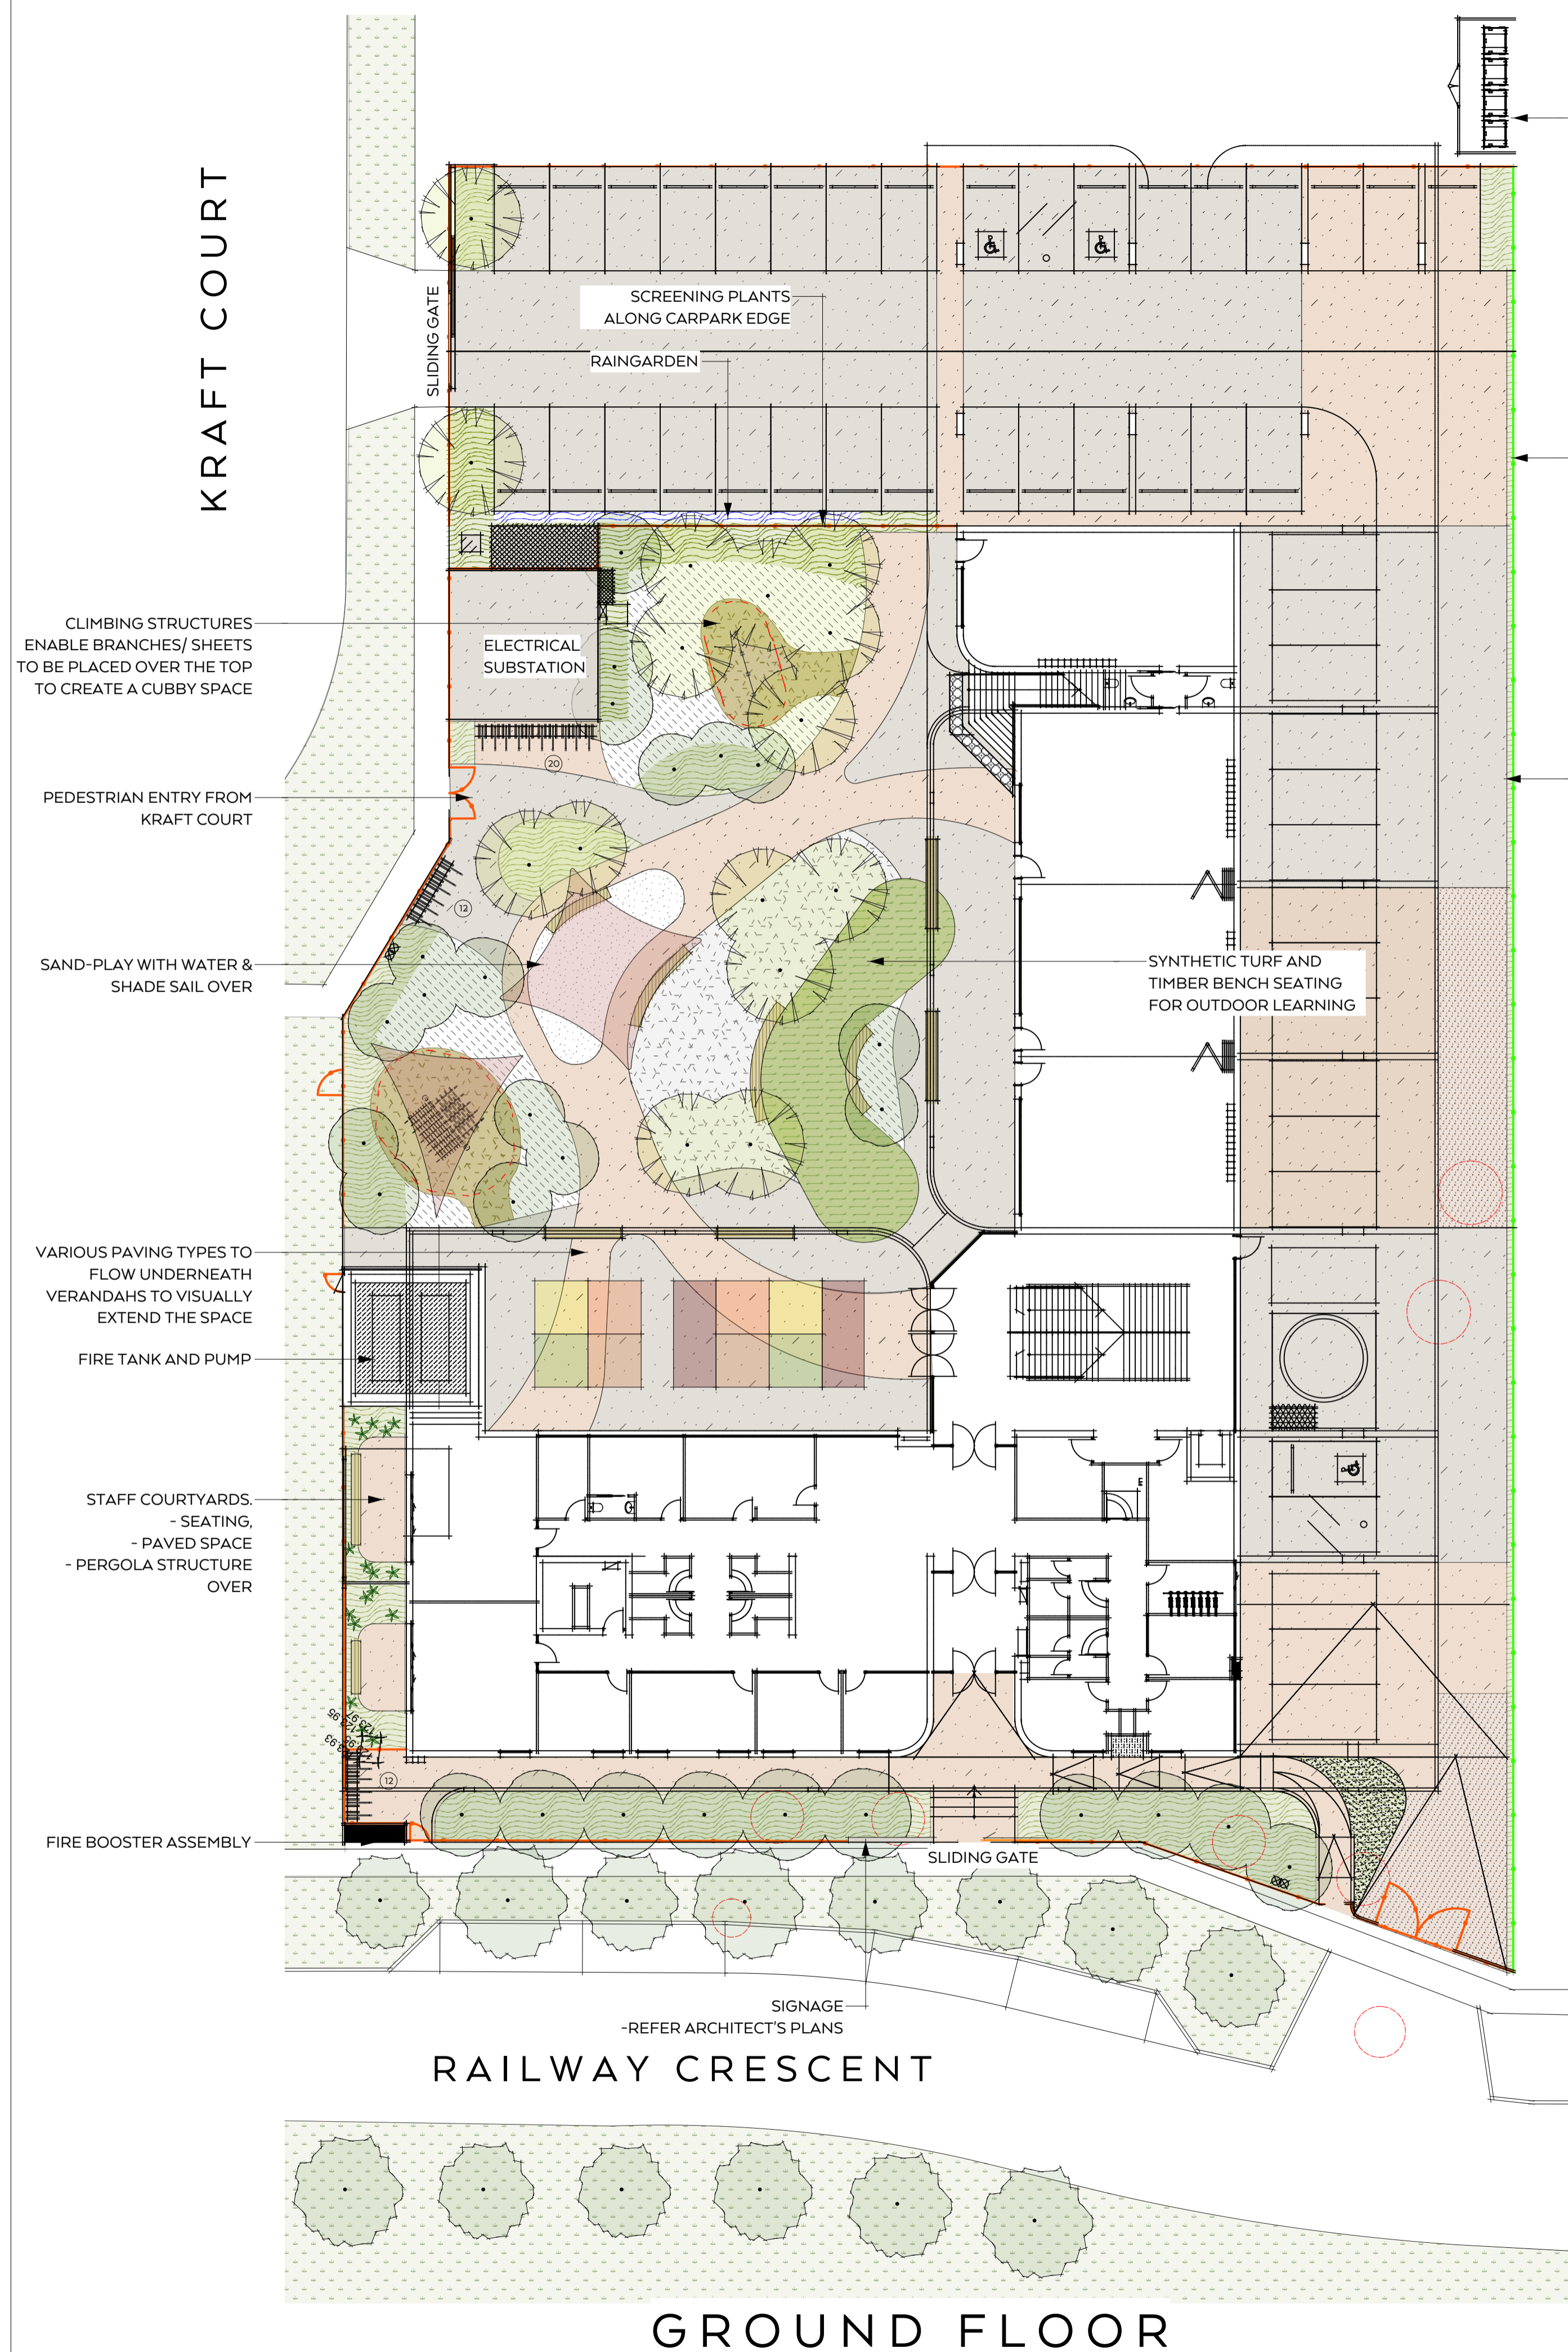 KRAFT COURT
SLIDING GATE
SCREENING PLANTS
ALONG CARPARK EDGE
RAINGARDEN
CLIMBING STRUCTURES
ENABLE BRANCHES/ SHEETS
TO BE PLACED OVER THE TOP
TO CREATE A CUBBY SPACE
ELECTRICAL
SUBSTATION
20
PEDESTRIAN ENTRY FROM
KRAFT COURT
12
SAND-PLAY WITH WATER &
SHADE SAIL OVER
SYNTHETIC TURF AND
TIMBER BENCH SEATING
FOR OUTDOOR LEARNING
VARIOUS PAVING TYPES TO
FLOW UNDERNEATH
VERANDAHS TO VISUALLY
EXTEND THE SPACE
FIRE TANK AND PUMP
STAFF COURTYARDS.
- SEATING,
- PAVED SPACE
- PERGOLA STRUCTURE
OVER
12
FIRE BOOSTER ASSEMBLY
SLIDING GATE
SIGNAGE
-REFER ARCHITECT'S PLANS
RAILWAY CRESCENT
GROUND FLOOR